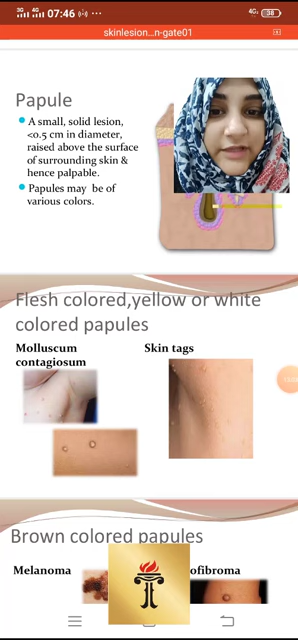 07:46
38
skinlesion...n-gate01
Papule
A small, solid lesion,
<0.5 cm in diameter,
raised above the surface
of surrounding skin &
hence palpable.
Papules may be of
various colors.
Flesh colored,yellow or white
colored papules
Molluscum
contagiosum
Skin tags
Brown colored papules
Melanoma
ofibroma